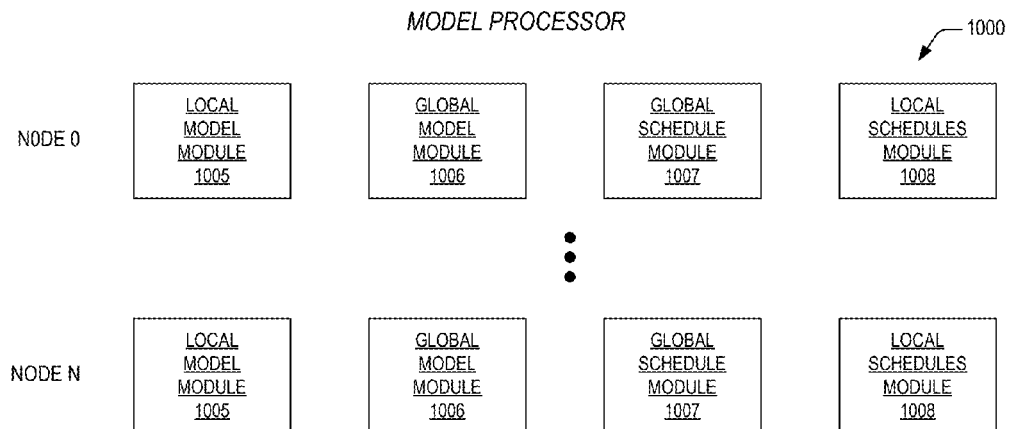 MODEL PROCESSOR
1000
NODE 0
LOCAL
MODEL
MODULE
1005
GLOBAL
MODEL
MODULE
1006
GLOBAL
SCHEDULE
MODULE
1007
LOCAL
SCHEDULES
MODULE
1008
NODE N
LOCAL
MODEL
MODULE
1005
GLOBAL
MODEL
MODULE
1006
GLOBAL
SCHEDULE
MODULE
1007
LOCAL
SCHEDULES
MODULE
1008